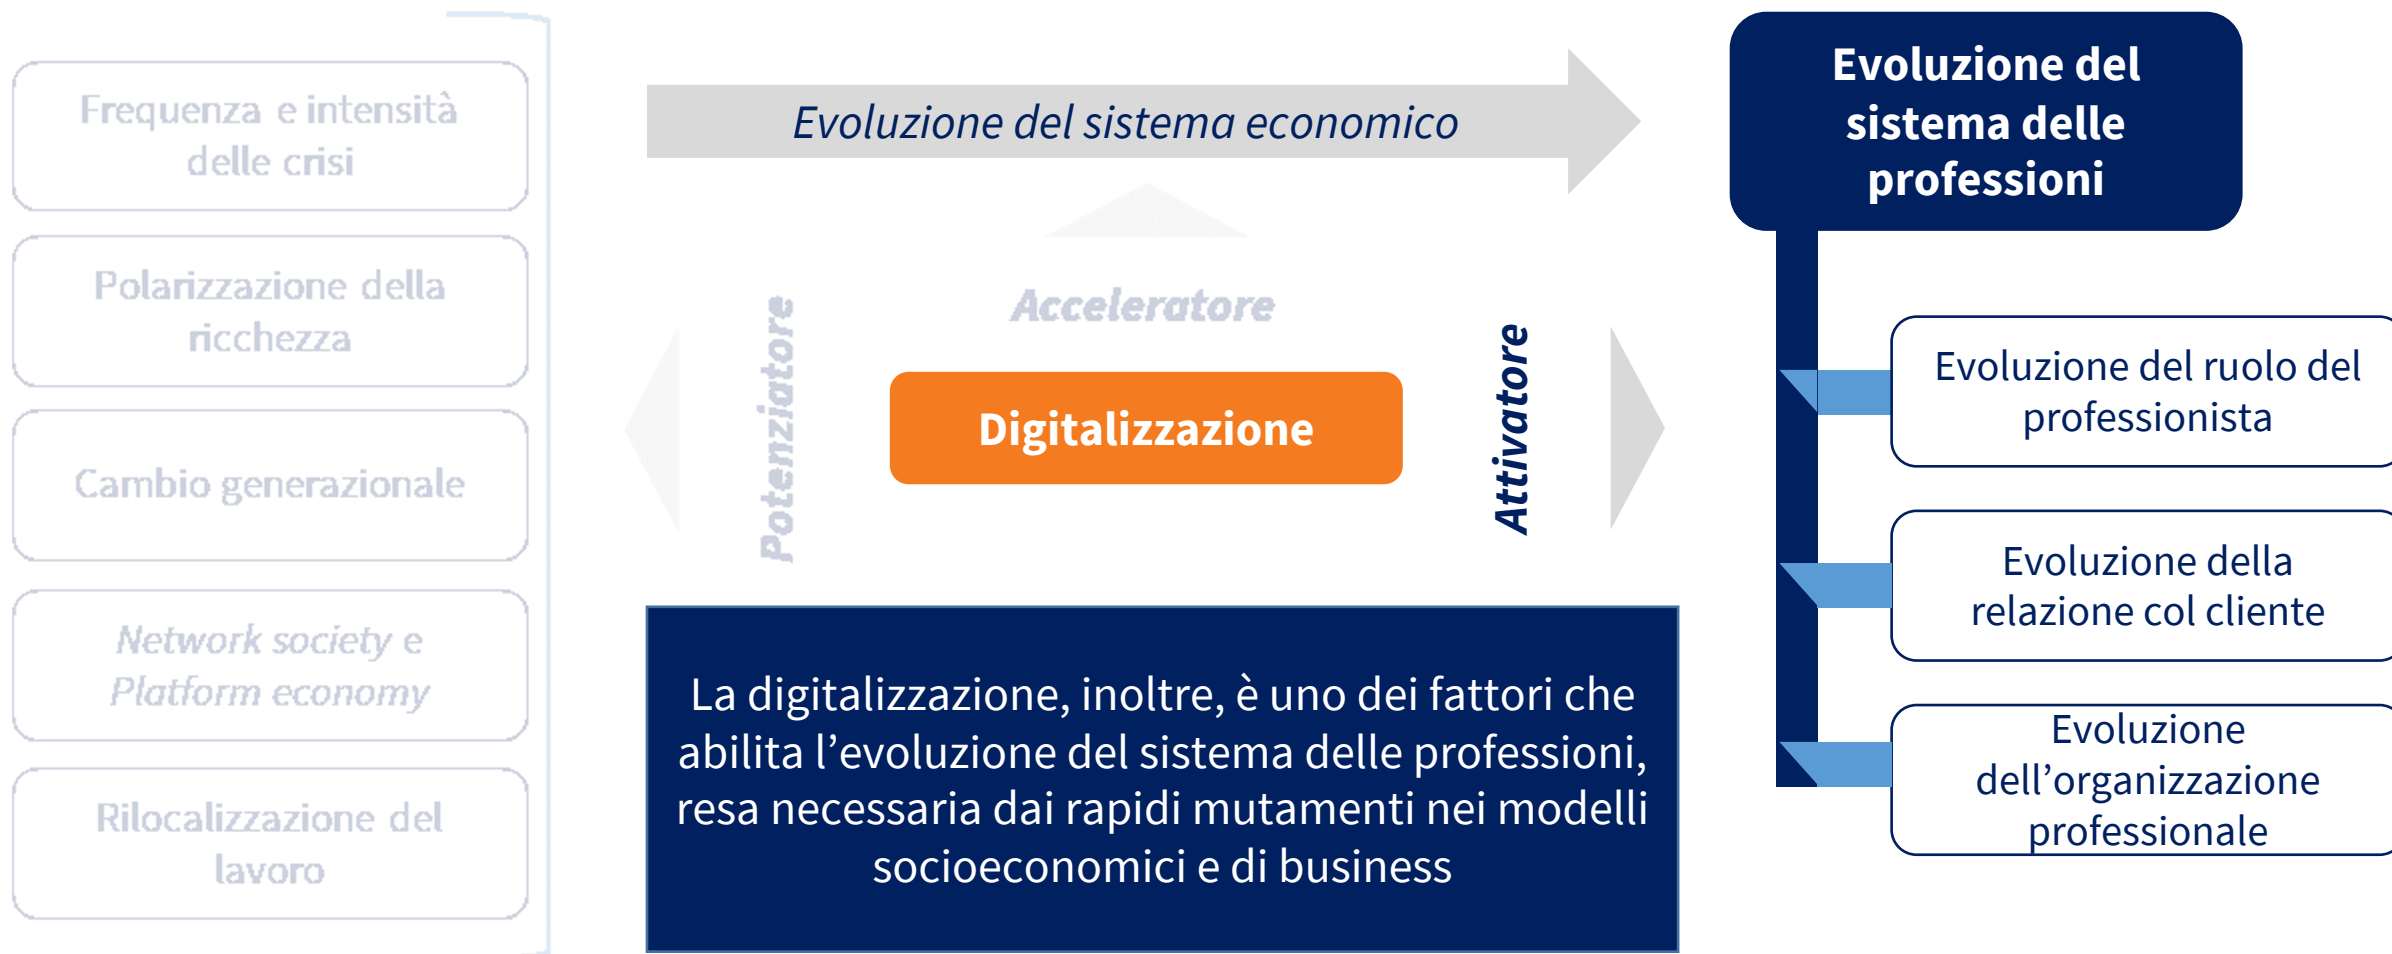 Frequenza e intensità
delle crisi
Polarizzazione della
ricchezza
Cambio generazionale
Network society e
Platform economy
Rilocalizzazione del
lavoro
Evoluzione del sistema economico
Acceleratore
Potenziatore
Digitalizzazione
Attivatore
La digitalizzazione, inoltre, è uno dei fattori che
abilita l’evoluzione del sistema delle professioni,
resa necessaria dai rapidi mutamenti nei modelli
socioeconomici e di business
Evoluzione del
sistema delle
professioni
Evoluzione del ruolo del
professionista
Evoluzione della
relazione col cliente
Evoluzione
dell’organizzazione
professionale